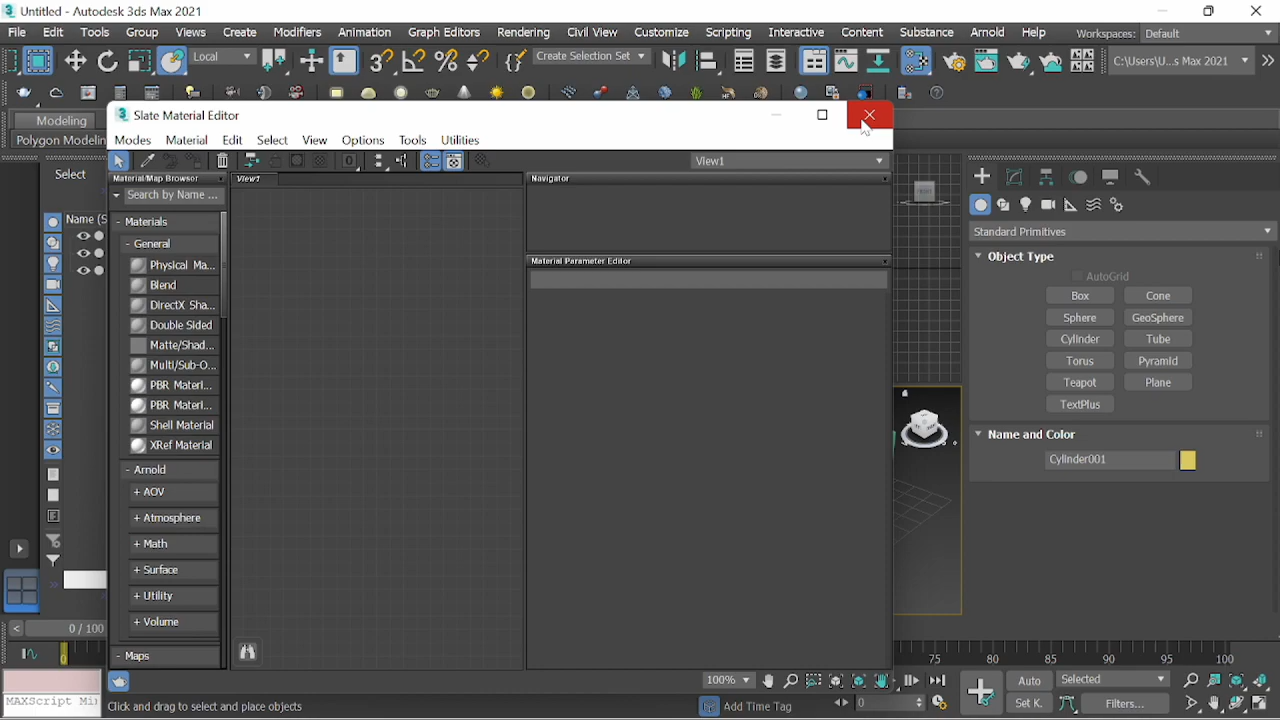 Untitled - Autodesk 3ds Max 2021
File Edit Tools Group Views Create Modifiers Animation Graph Editors Rendering Civil View Customize Scripting Interactive Content Substance Arnold Help Workspaces: Default
Local Create Selection Set C:\Users\U...s Max 2021
Modeling
Polygon Modelin
Select
Name (S
Slate Material Editor
Modes Material Edit Select View Options Tools Utilities
View1
Material/Map Browser
Search by Name ...
- Materials
- General
Physical Ma...
Blend
DirectX Sha...
Double Sided
Matte/Shad...
Multi/Sub-O...
PBR Materi...
PBR Materi...
Shell Material
XRef Material
- Arnold
+ AOV
+ Atmosphere
+ Math
+ Surface
+ Utility
+ Volume
- Maps
View1
Navigator
Material Parameter Editor
100%
Standard Primitives
Object Type
AutoGrid
Box Cone
Sphere GeoSphere
Cylinder Tube
Torus Pyramid
Teapot Plane
TextPlus
Name and Color
Cylinder001
< 0 / 100
0 75 80 85 90 95 100
MAXScript Mi
Click and drag to select and place objects
Add Time Tag
0
Auto Selected
Set K. Filters...